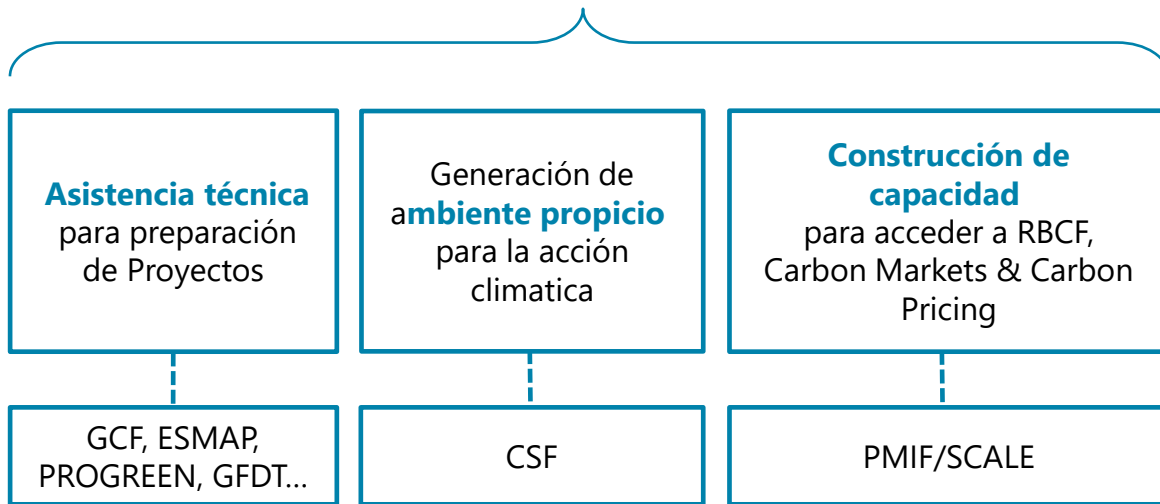 Asistencia técnica
para preparación
de Proyectos
Generación de
ambiente propicio
para la acción
climatica
Construcción de
capacidad
para acceder a RBCF,
Carbon Markets & Carbon
Pricing
GCF, ESMAP,
PROGREEN, GFDT...
CSF
PMIF/SCALE